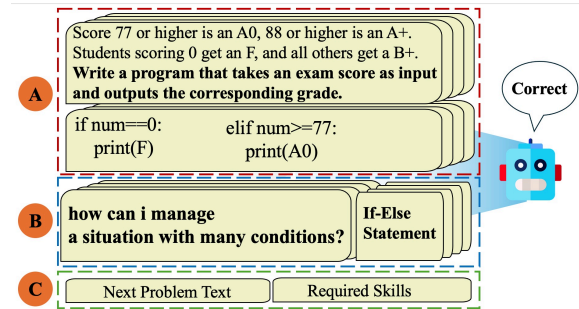 Score 77 or higher is an A0, 88 or higher is an A+.
Students scoring 0 get an F, and all others get a B+.
Write a program that takes an exam score as input
and outputs the corresponding grade.
A
if num==0:
print(F)
elif num>=77:
print(A0)
Correct
B
how can i manage
a situation with many conditions?
If-Else
Statement
C
Next Problem Text
Required Skills